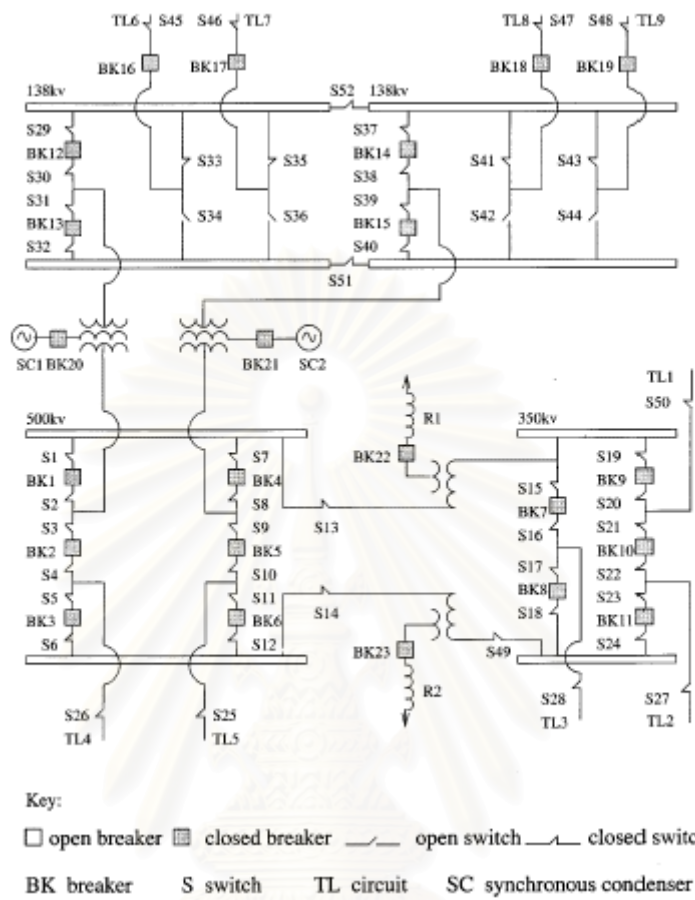 TL6 S45 S46 TL7 TL8 S47 S48 TL9
BK16 BK17 BK18 BK19
138kv S52 138kv
S29 S37
BK12 BK14
S30 S33 S35 S38 S41 S43
S31 S39
BK13 S34 S36 BK15 S42 S44
S32 S40
S51
SC1 BK20 BK21 SC2
TL1
S50
500kv R1 350kv
S1 S7 BK22 S19
BK1 BK4 BK9
S2 S8 S15 S20
BK7
S3 S9 S13 S16 S21
BK2 BK5 BK10
S4 S10 S17 S22
BK8
S5 S11 S14 S18 S23
BK3 BK6 BK11
S6 S12 BK23 S49 S24
R2
S26 S25 S28 S27
TL4 TL5 TL3 TL2
Key:
open breaker closed breaker open switch closed switc
BK breaker S switch TL circuit SC synchronous condenser